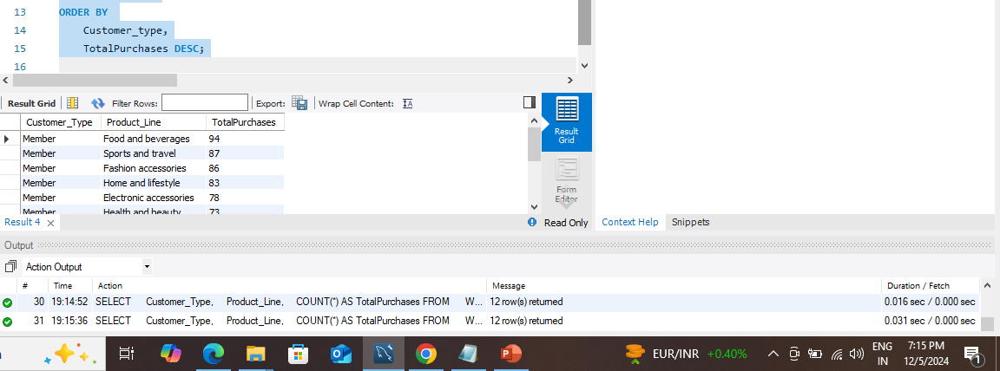 13 ORDER BY
14 Customer_type,
15 TotalPurchases DESC;
16
Result Grid Filter Rows: Export: Wrap Cell Content: IA
Customer_Type Product_Line TotalPurchases
Member Food and beverages 94
Member Sports and travel 87
Member Fashion accessories 86
Member Home and lifestyle 83
Member Electronic accessories 78
Member Health and beauty 73
Result
Grid
Form
Editor
Result 4 Read Only Context Help Snippets
Output
Action Output
# Time Action Message Duration / Fetch
30 19:14:52 SELECT Customer_Type, Product_Line, COUNT(*) AS TotalPurchases FROM W... 12 row(s) returned 0.016 sec / 0.000 sec
31 19:15:36 SELECT Customer_Type, Product_Line, COUNT(*) AS TotalPurchases FROM W... 12 row(s) returned 0.031 sec / 0.000 sec
EUR/INR +0.40%
ENG
IN
7:15 PM
12/5/2024
1